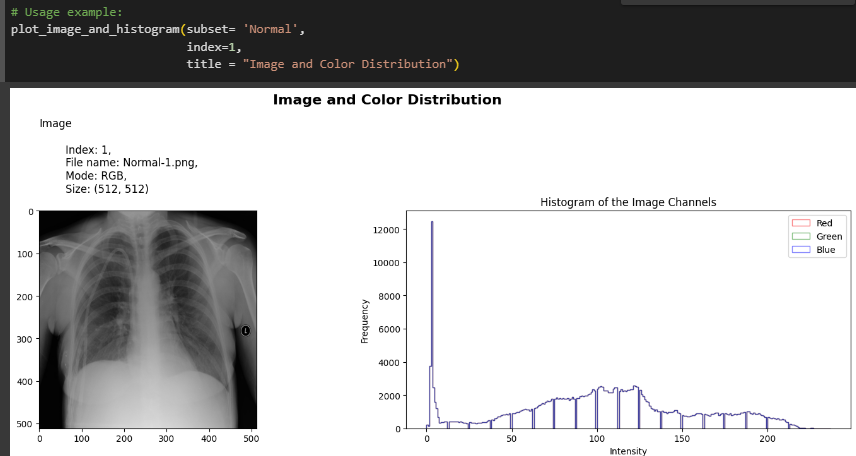 # Usage example:
plot_image_and_histogram(subset= 'Normal',
index=1,
title = "Image and Color Distribution")
Image and Color Distribution
Image
Index: 1,
File name: Normal-1.png,
Mode: RGB,
Size: (512, 512)
0
100
200
300
400
500
0 100 200 300 400 500
L
Histogram of the Image Channels
Red
Green
Blue
Frequency
12000
10000
8000
6000
4000
2000
0
0 50 100 150 200
Intensity